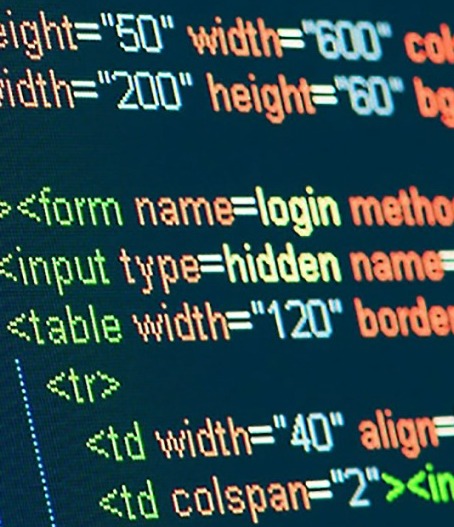 eight="50" width="600" col
width="200" height="60" bg
><form name=login metho
<input type=hidden name=
<table width="120" border
<tr>
<td width="40" align=
<td colspan="2"><in